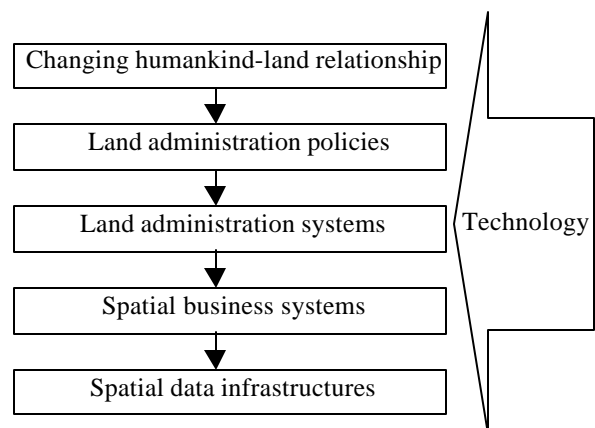 Changing humankind-land relationship
Land administration policies
Land administration systems
Technology
Spatial business systems
Spatial data infrastructures